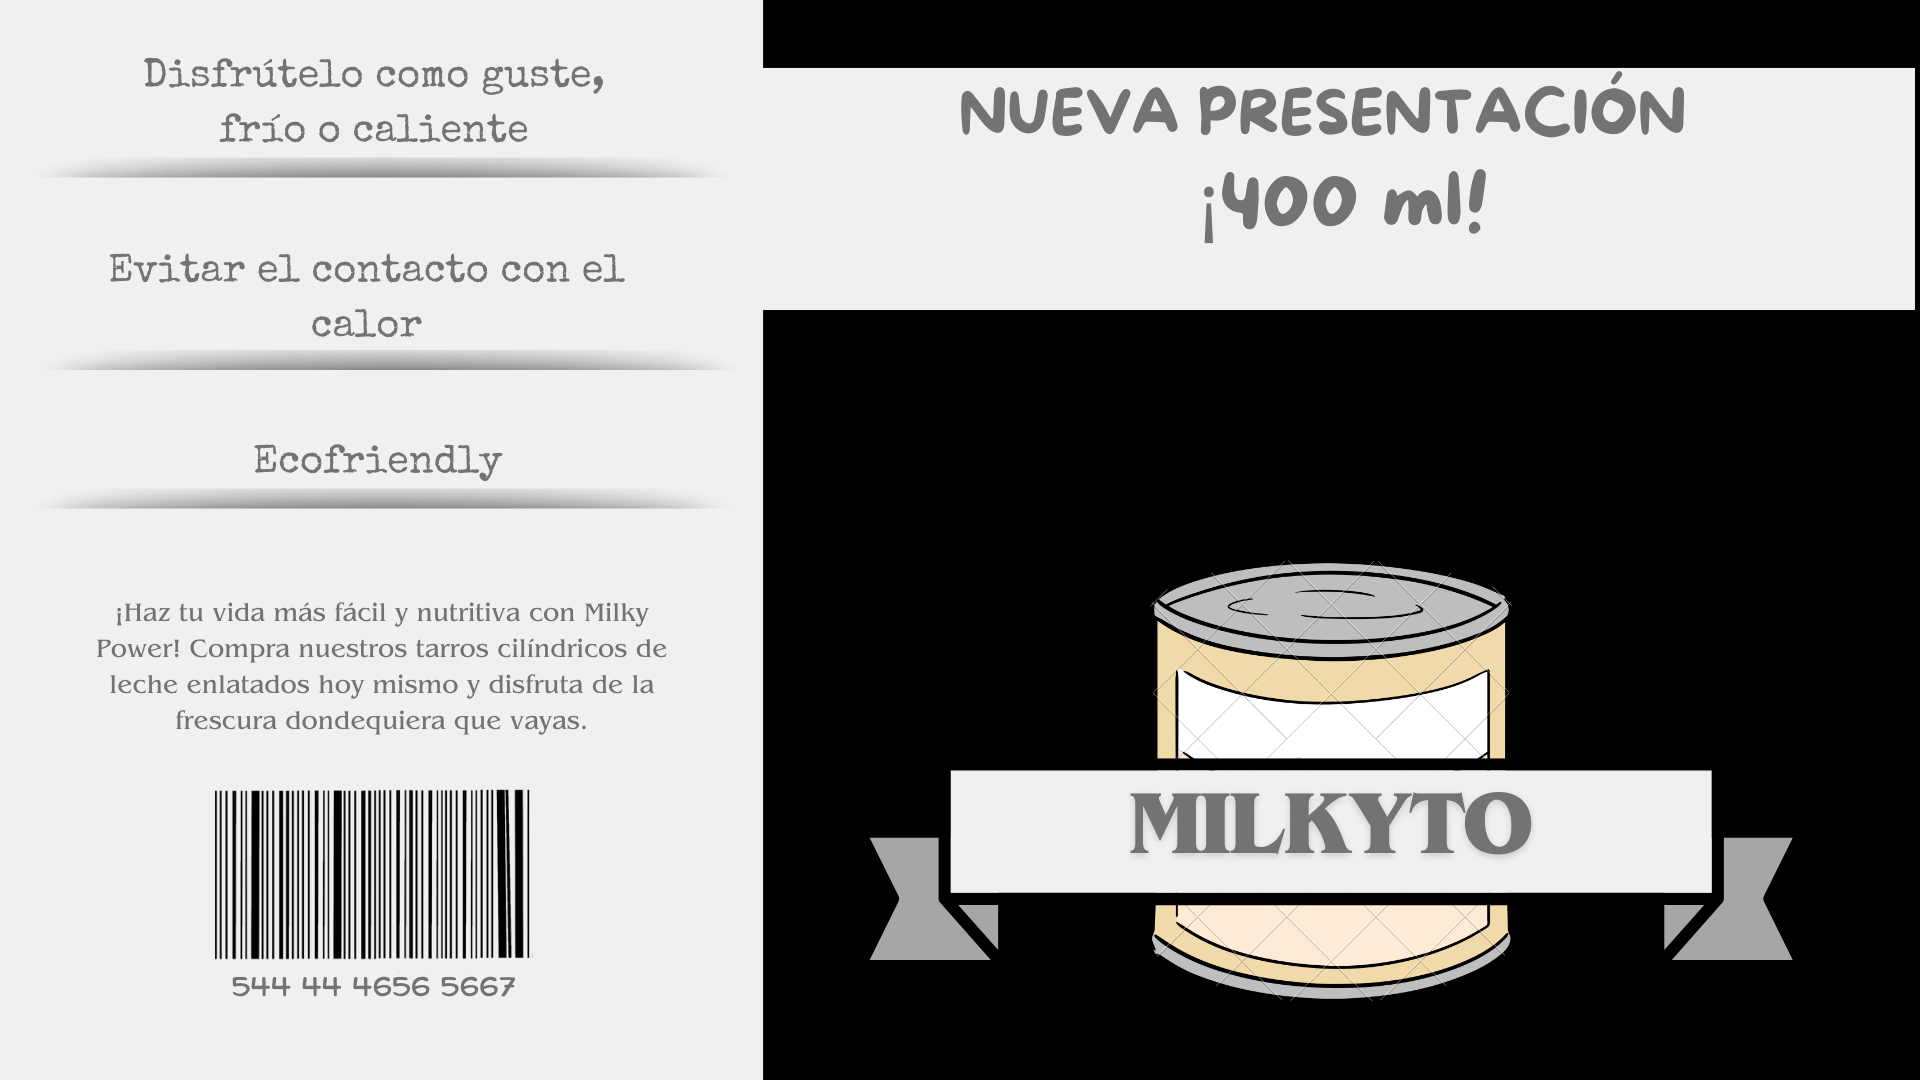 Disfrútelo como guste,
frío o caliente
Evitar el contacto con el
calor
Ecofriendly
¡Haz tu vida más fácil y nutritiva con Milky
Power! Compra nuestros tarros cilíndricos de
leche enlatados hoy mismo y disfruta de la
frescura dondequiera que vayas.
544 44 4656 5667
NUEVA PRESENTACIÓN
¡400 ml!
MILKYTO